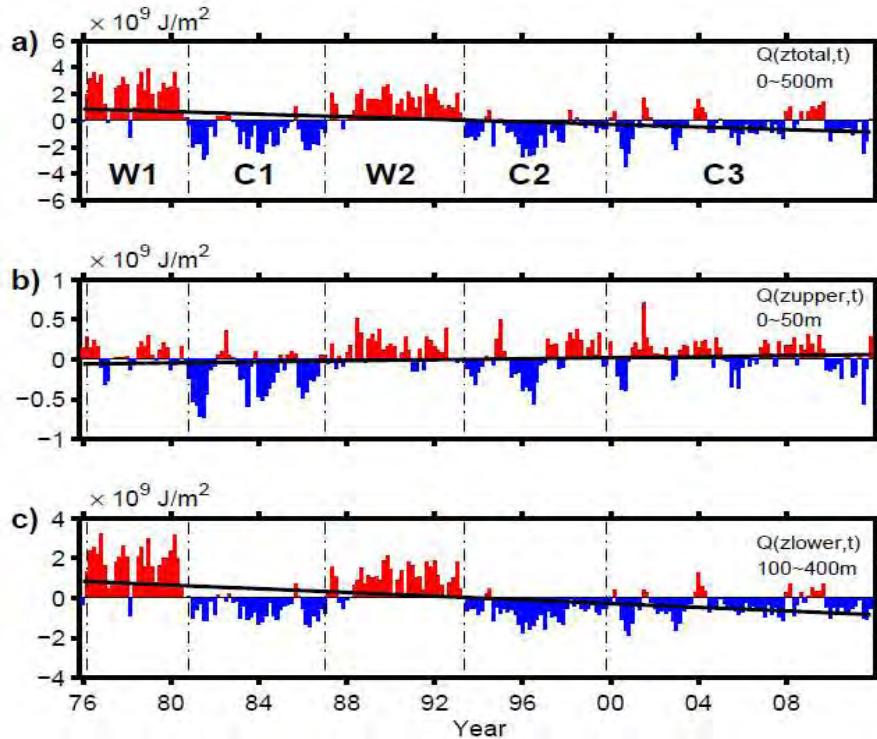 × 10⁹ J/m²
a)
6
4
2
0
−2
−4
−6
Q(ztotal,t)
0~500m
W1
C1
W2
C2
C3
× 10⁹ J/m²
b)
1
0.5
0
−0.5
−1
Q(zupper,t)
0~50m
× 10⁹ J/m²
c)
4
2
0
−2
−4
Q(zlower,t)
100~400m
76 80 84 88 92 96 00 04 08
Year